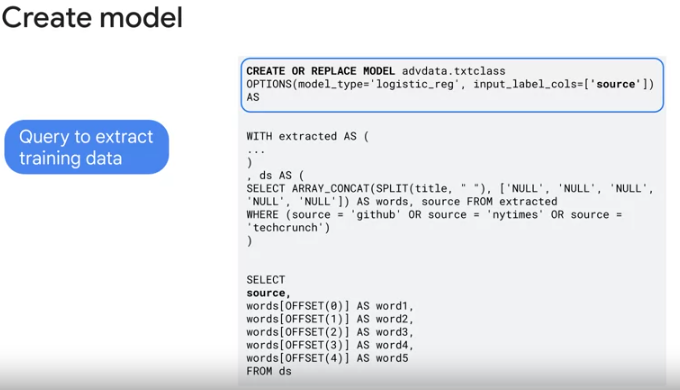 Create model
Query to extract
training data
CREATE OR REPLACE MODEL advdata.txtclass
OPTIONS(model_type='logistic_reg', input_label_cols=['source'])
AS
WITH extracted AS (
...
)
, ds AS (
SELECT ARRAY_CONCAT(SPLIT(title, " "), ['NULL', 'NULL', 'NULL',
'NULL', 'NULL']) AS words, source FROM extracted
WHERE (source = 'github' OR source = 'nytimes' OR source =
'techcrunch')
)
SELECT
source,
words[OFFSET(0)] AS word1,
words[OFFSET(1)] AS word2,
words[OFFSET(2)] AS word3,
words[OFFSET(3)] AS word4,
words[OFFSET(4)] AS word5
FROM ds